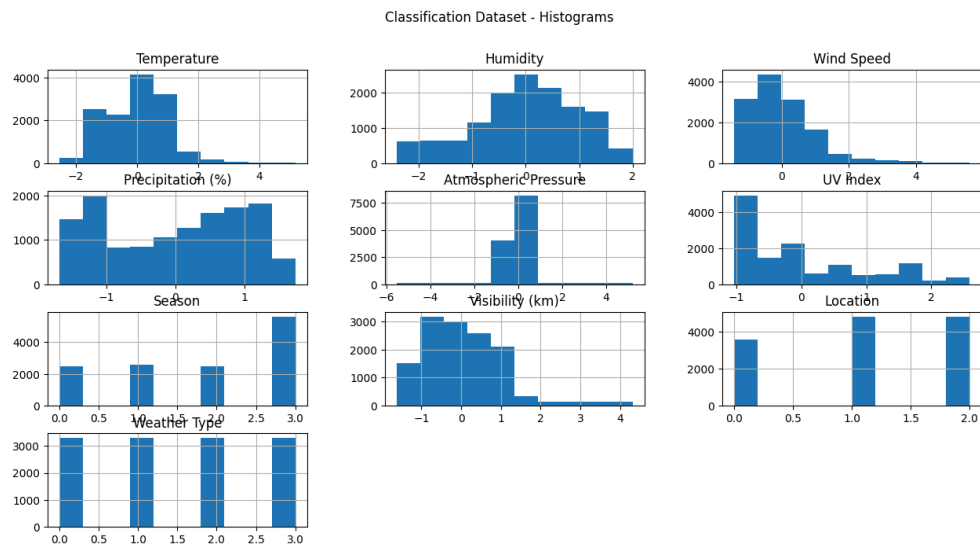 Classification Dataset - Histograms
Temperature
4000
2000
0
−2 0 2 4
Humidity
2000
1000
0
−2 −1 0 1 2
Wind Speed
4000
2000
0
0 2 4
Precipitation (%)
2000
1000
0
−1 0 1
Atmospheric Pressure
7500
5000
2500
0
−6 −4 −2 0 2 4
UV Index
4000
2000
0
−1 0 1 2
Season
4000
2000
0
0.0 0.5 1.0 1.5 2.0 2.5 3.0
Visibility (km)
3000
2000
1000
0
−1 0 1 2 3 4
Location
4000
2000
0
0.0 0.5 1.0 1.5 2.0
Weather Type
3000
2000
1000
0
0.0 0.5 1.0 1.5 2.0 2.5 3.0